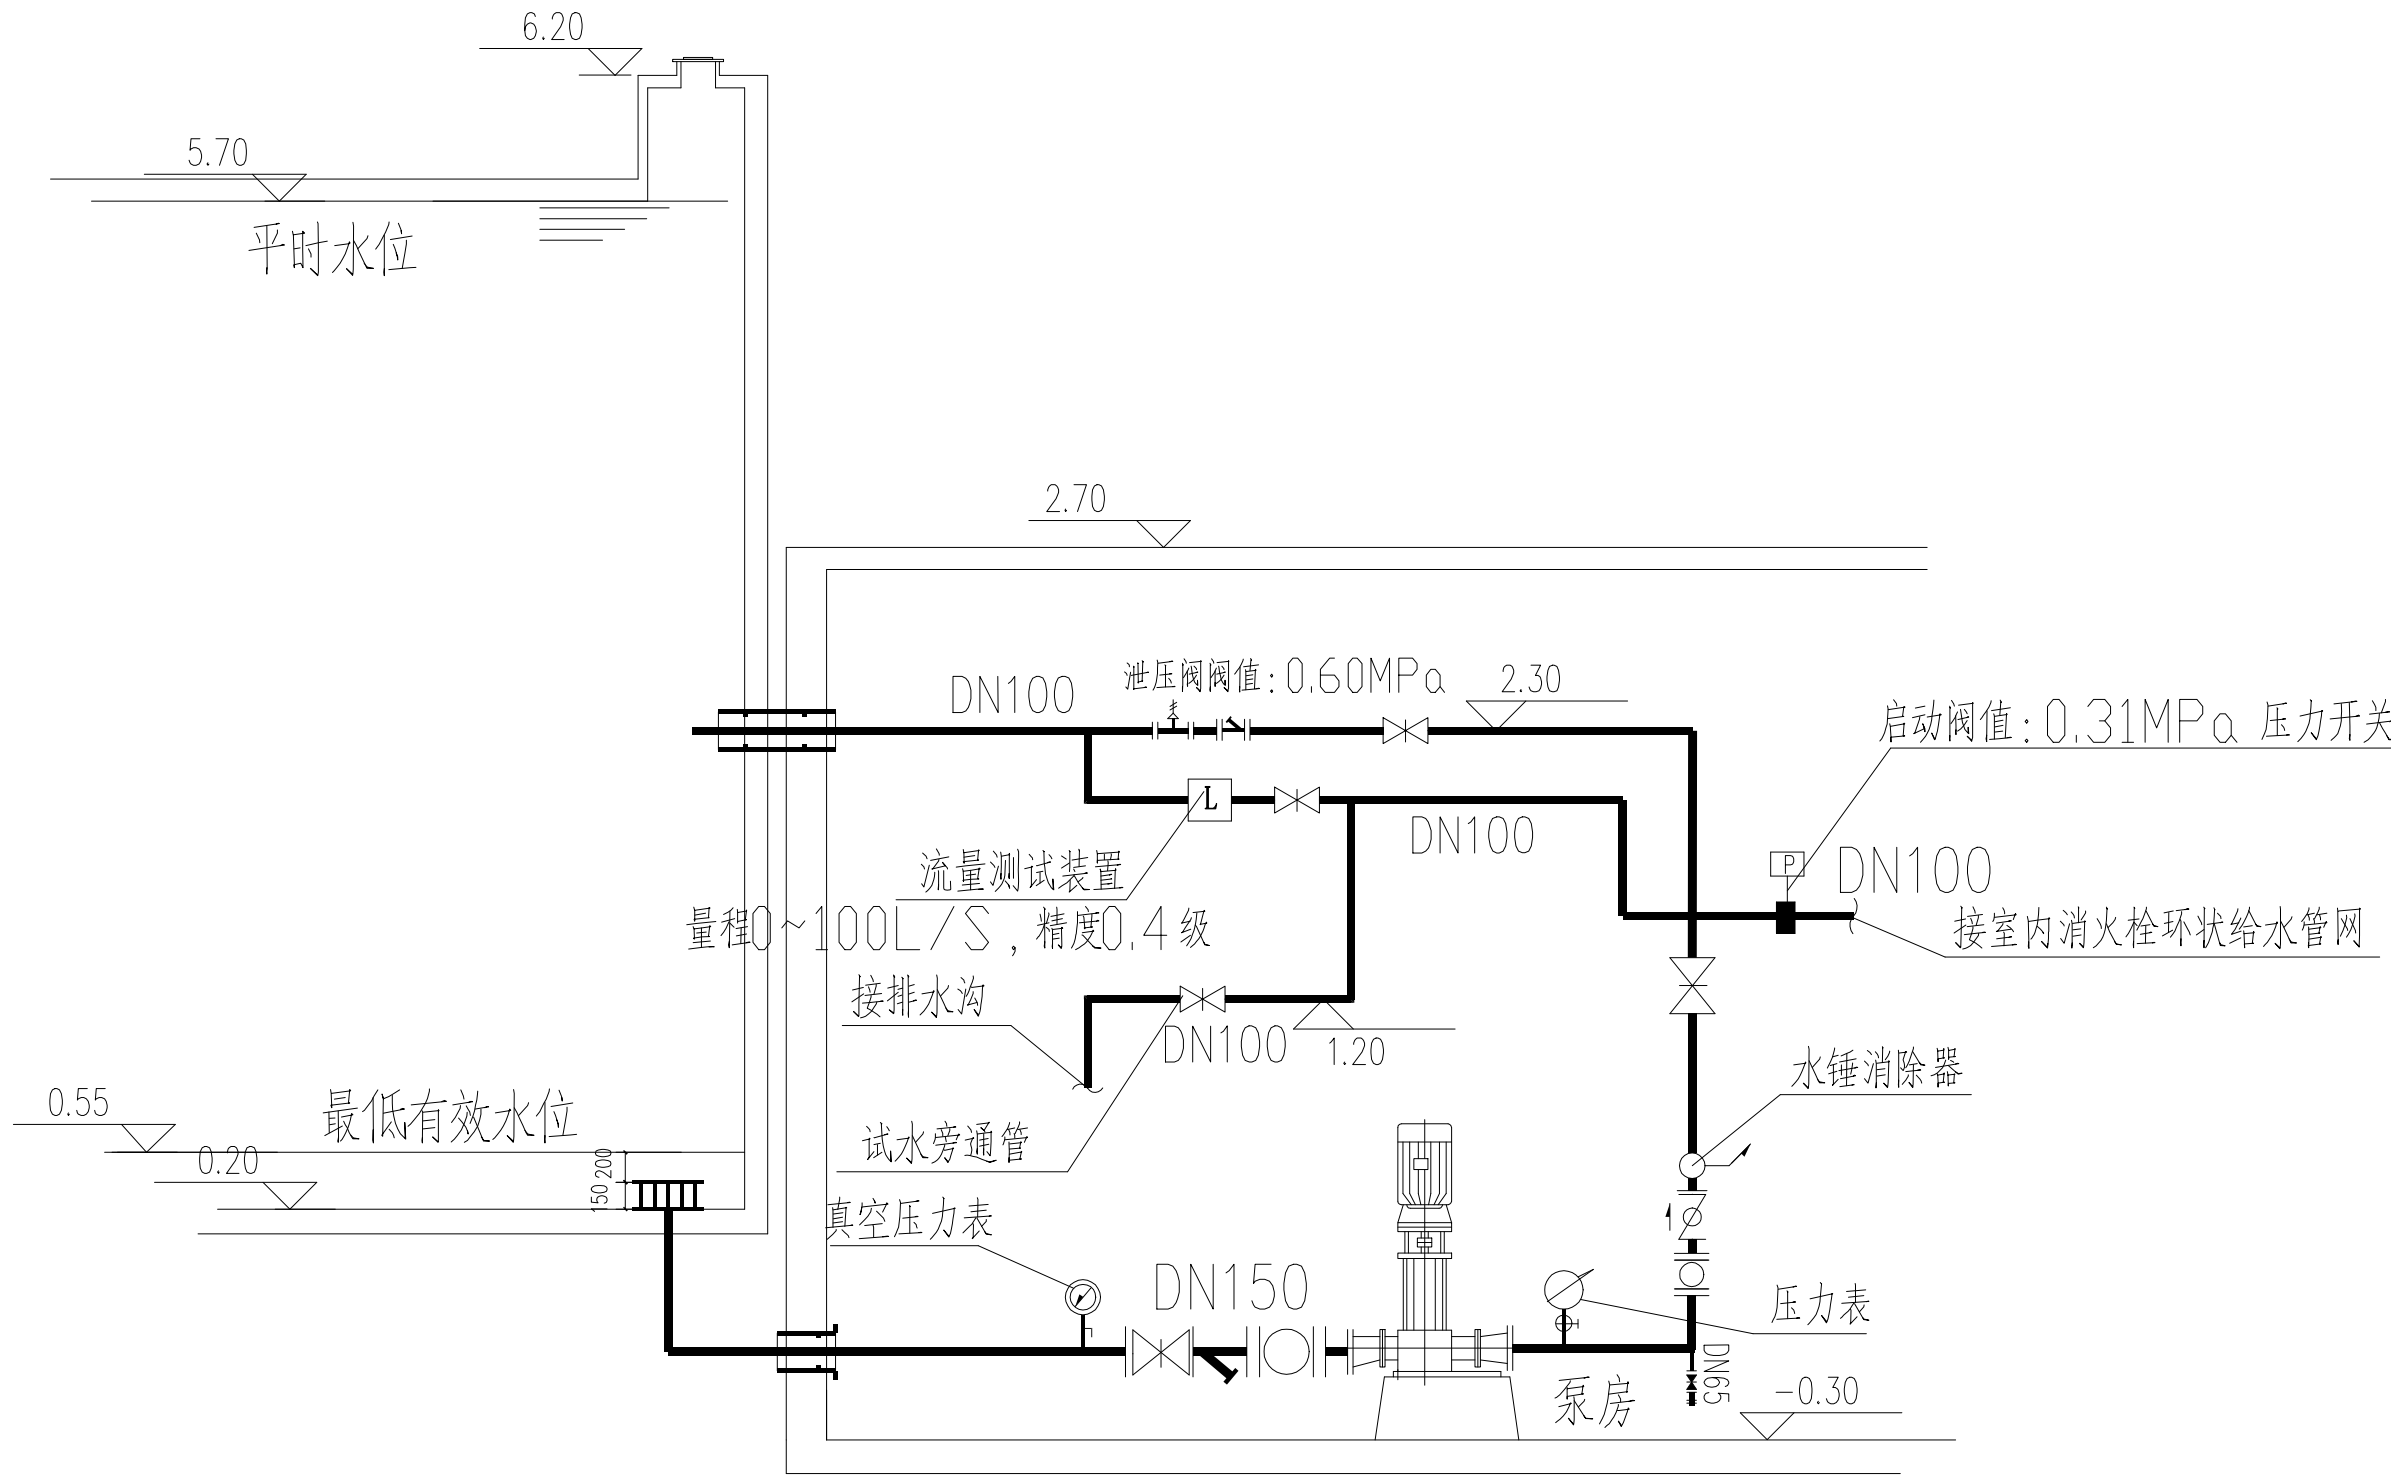 6.20
5.70
平时水位
2.70
泄压阀阀值:0.60MPa
2.30
DN100
启动阀值:0.31MPa 压力开关
L
DN100
P
DN100
流量测试装置
量程0~100L/S,精度0.4级
接室内消火栓环状给水管网
接排水沟
DN100
1.20
水锤消除器
0.55
最低有效水位
试水旁通管
0.20
200
150
真空压力表
DN150
压力表
DN65
泵房
-0.30